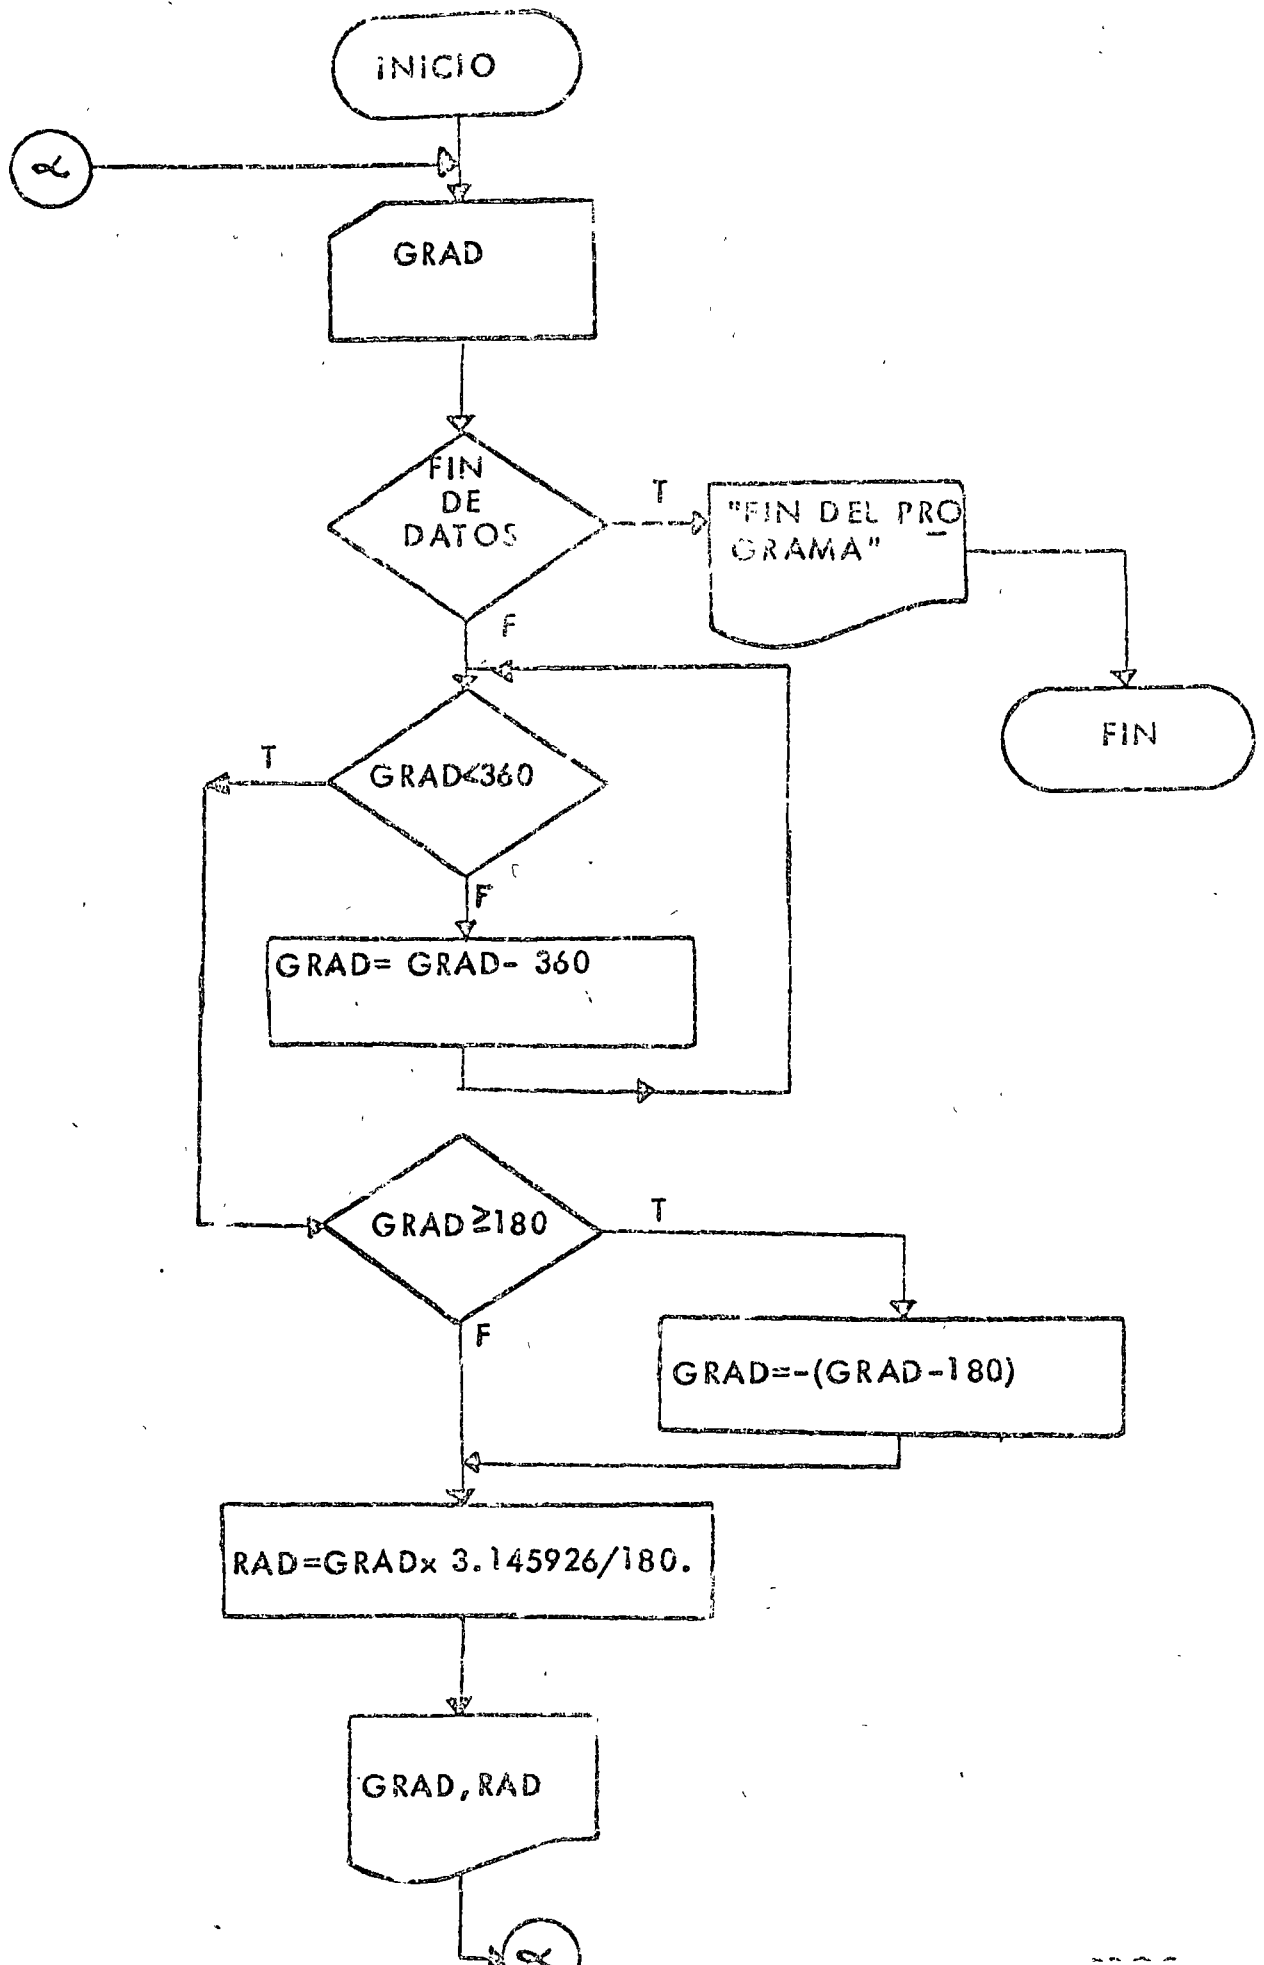 INICIO
α
GRAD
FIN
DE
DATOS
T
"FIN DEL PRO
GRAMA"
F
FIN
T
GRAD<360
F
GRAD= GRAD- 360
GRAD≥180
T
F
GRAD=-(GRAD-180)
RAD=GRADx 3.145926/180.
GRAD,RAD
α